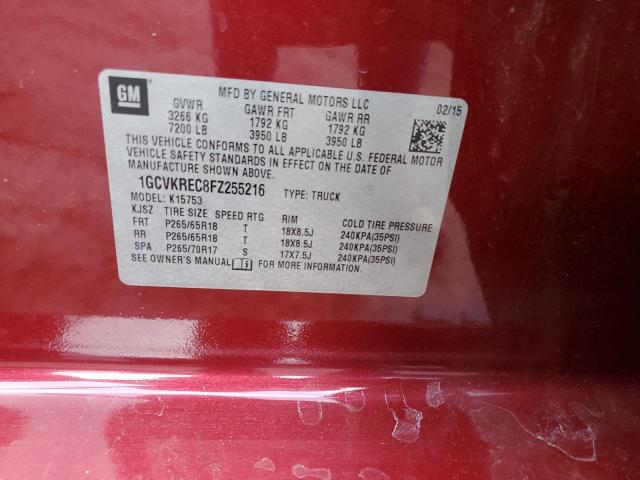 GM
MFD BY GENERAL MOTORS LLC 02/15
GVWR GAWR FRT GAWR RR
3266 KG 1792 KG 1792 KG
7200 LB 3950 LB 3950 LB
THIS VEHICLE CONFORMS TO ALL APPLICABLE U.S. FEDERAL MOTOR
VEHICLE SAFETY STANDARDS IN EFFECT ON THE DATE OF
MANUFACTURE SHOWN ABOVE.
1GCVKREC8FZ255216 TYPE: TRUCK
MODEL: K15753
KJSZ TIRE SIZE SPEED RTG RIM COLD TIRE PRESSURE
FRT P265/65R18 T 18X8.5J 240KPA(35PSI)
RR P265/65R18 T 18X8.5J 240KPA(35PSI)
SPA P265/70R17 S 17X7.5J 240KPA(35PSI)
SEE OWNER'S MANUAL FOR MORE INFORMATION.